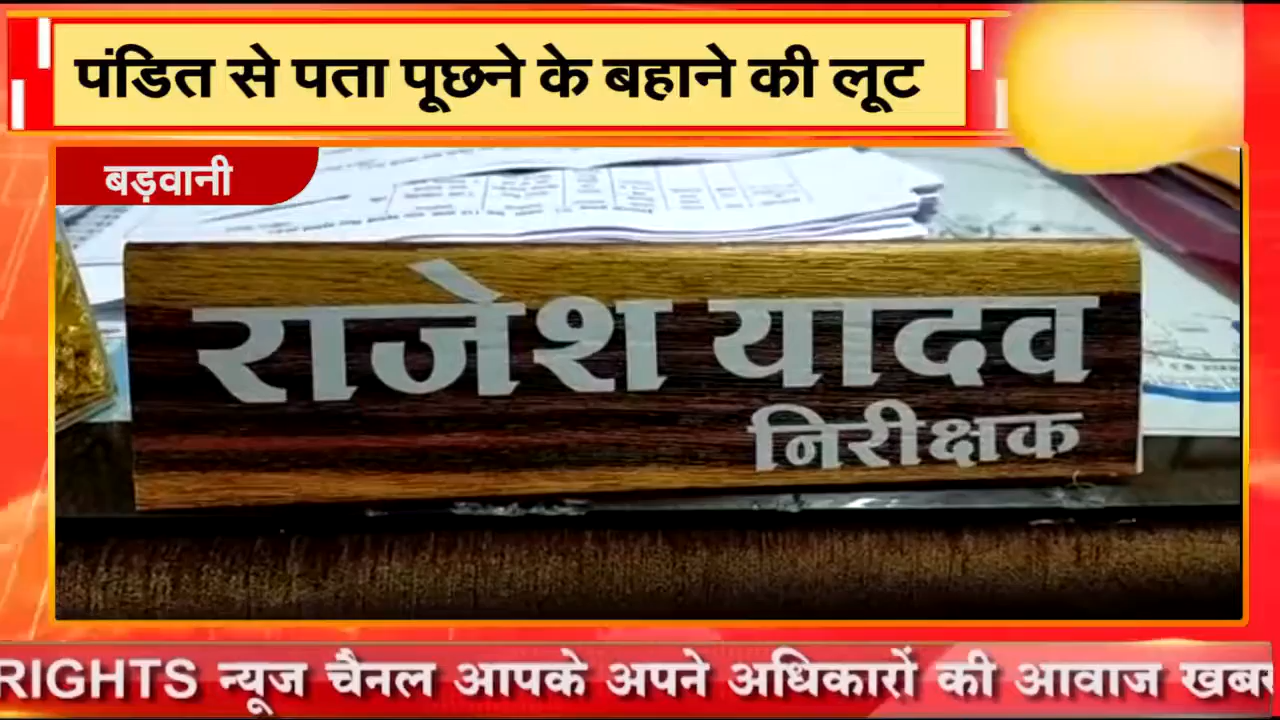 पंडित से पता पूछने के बहाने की लूट
बड़वानी
राजेश यादव
निरीक्षक
RIGHTS न्यूज चैनल आपके अपने अधिकारों की आवाज खबर